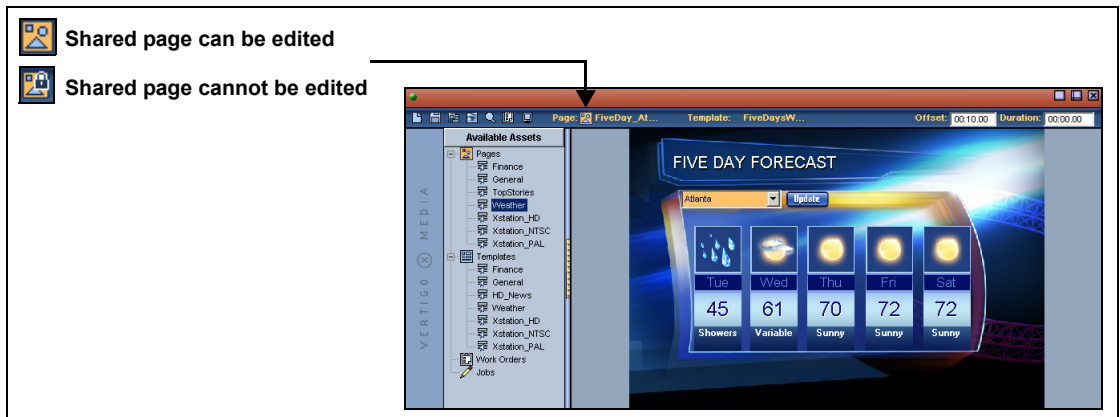 Shared page can be edited
Shared page cannot be edited
Page: FiveDay_At... Template: FiveDaysW... Offset: 00:10.00 Duration: 00:00.00
Available Assets
Pages
Finance
General
TopStories
Weather
Xstation_HD
Xstation_NTSC
Xstation_PAL
Templates
Finance
General
HD_News
Weather
Xstation_HD
Xstation_NTSC
Xstation_PAL
Work Orders
Jobs
VERTIGO X MEDIA
FIVE DAY FORECAST
Atlanta Update
Tue Wed Thu Fri Sat
45 61 70 72 72
Showers Variable Sunny Sunny Sunny